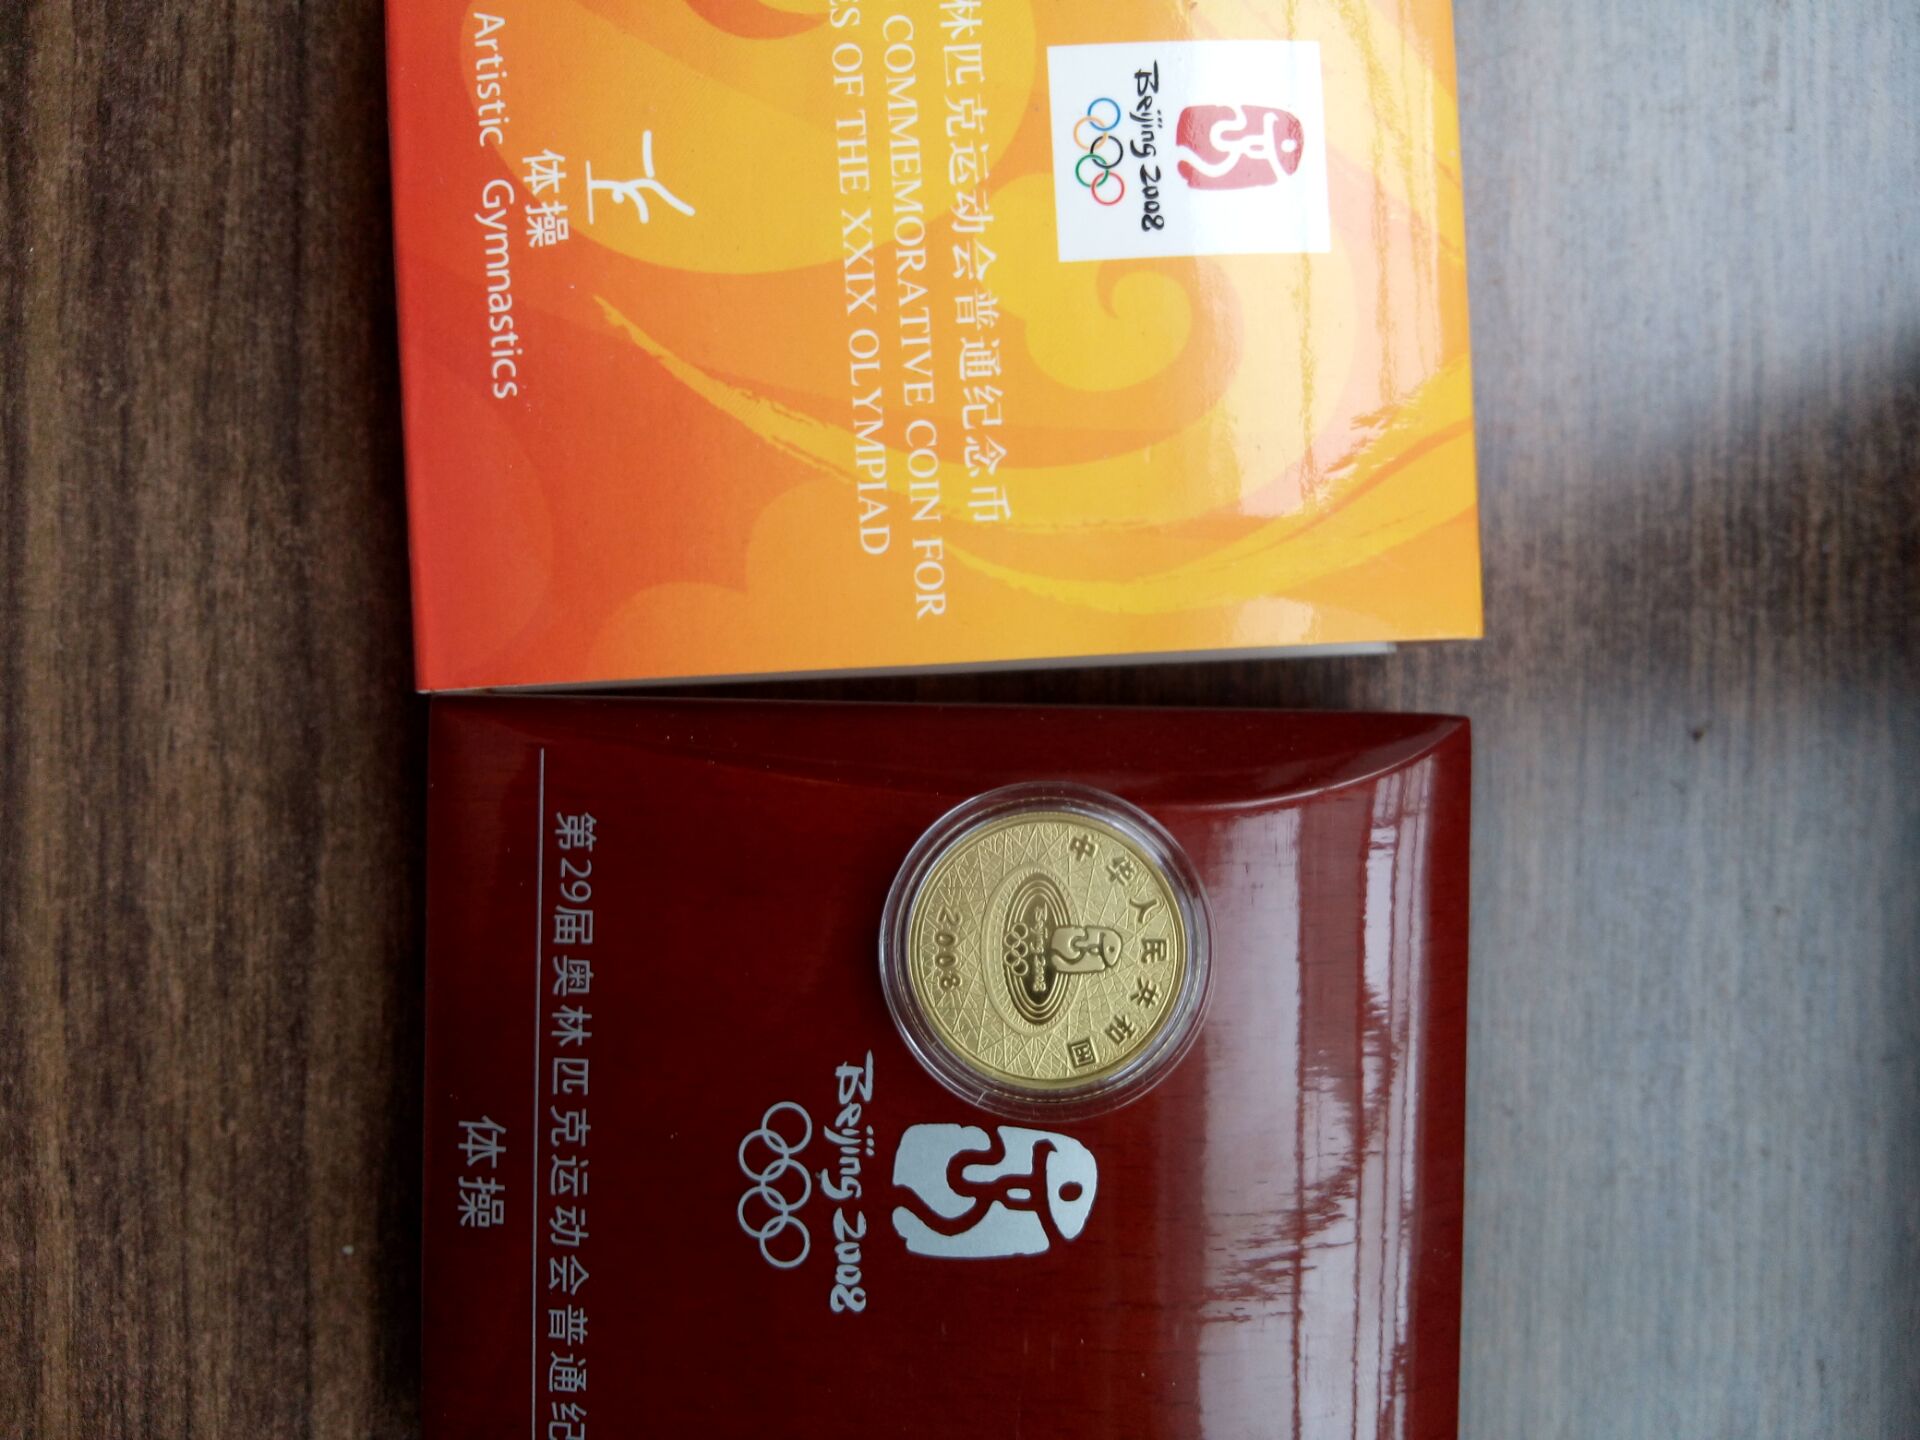 Beijing 2008
林匹克运动会普通纪念币
COMMEMORATIVE COIN FOR
ES OF THE XXIX OLYMPIAD
体操
Artistic Gymnastics
中华人民共和国
Beijing 2008
2008
Beijing 2008
第29届奥林匹克运动会普通纪
体操